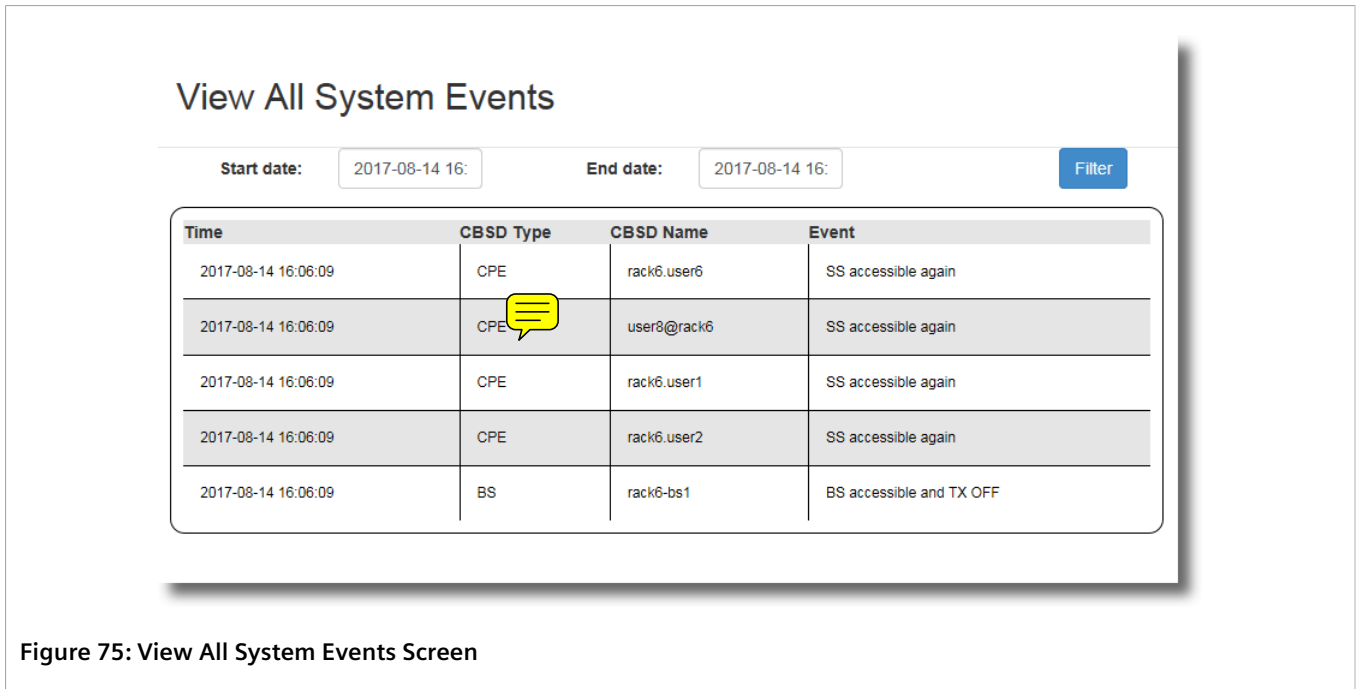 View All System Events
Start date: 2017-08-14 16: End date: 2017-08-14 16: Filter
Time CBSD Type CBSD Name Event
2017-08-14 16:06:09 CPE rack6.user6 SS accessible again
2017-08-14 16:06:09 CPE user8@rack6 SS accessible again
2017-08-14 16:06:09 CPE rack6.user1 SS accessible again
2017-08-14 16:06:09 CPE rack6.user2 SS accessible again
2017-08-14 16:06:09 BS rack6-bs1 BS accessible and TX OFF
Figure 75: View All System Events Screen